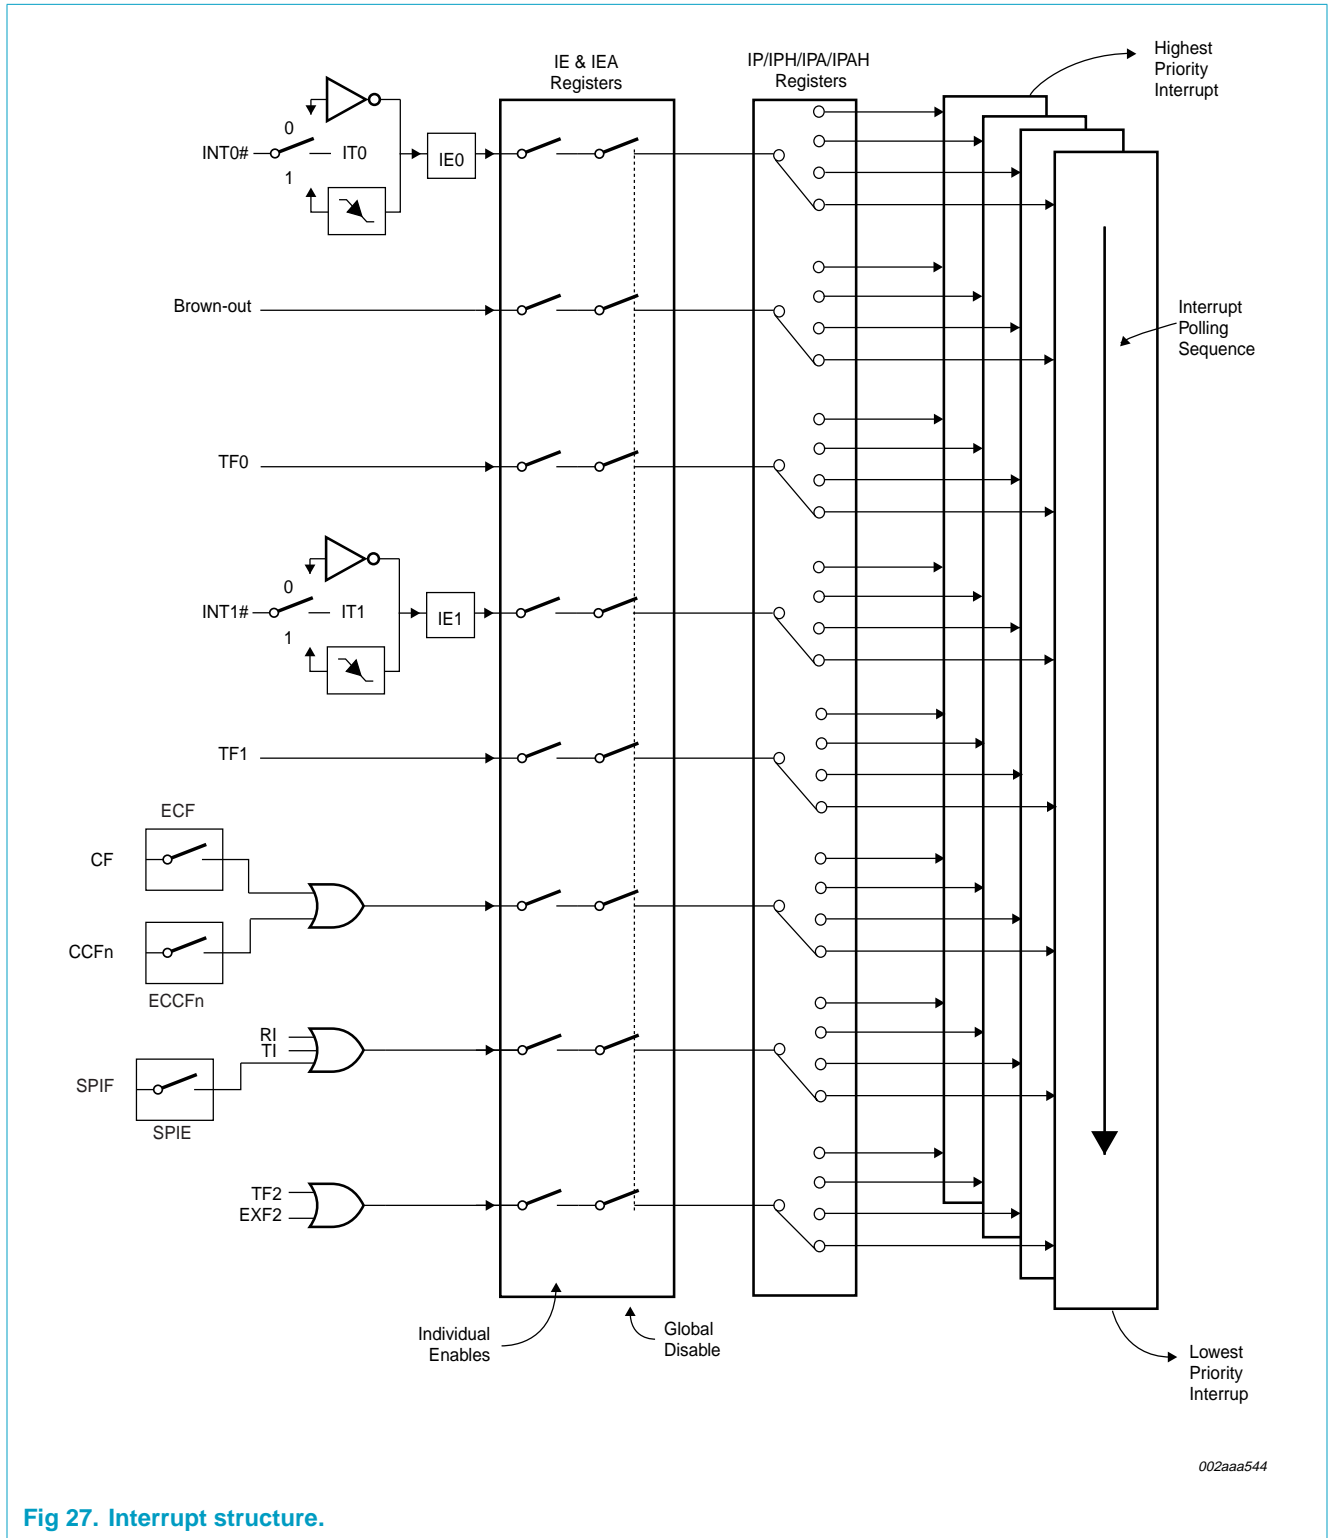 IE & IEA
Registers
IP/IPH/IPA/IPAH
Registers
Highest
Priority
Interrupt
0
INT0#
IT0
IE0
1
Brown-out
Interrupt
Polling
Sequence
TF0
0
INT1#
IT1
IE1
1
TF1
ECF
CF
CCFn
ECCFn
RI
TI
SPIF
SPIE
TF2
EXF2
Individual
Enables
Global
Disable
Lowest
Priority
Interrup
002aaa544
Fig 27. Interrupt structure.